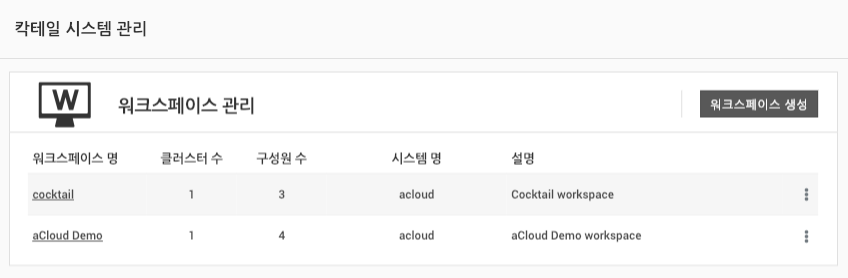 칵테일 시스템 관리
W 워크스페이스 관리 워크스페이스 생성
워크스페이스 명 클러스터 수 구성원 수 시스템 명 설명
cocktail 1 3 acloud Cocktail workspace
aCloud Demo 1 4 acloud aCloud Demo workspace